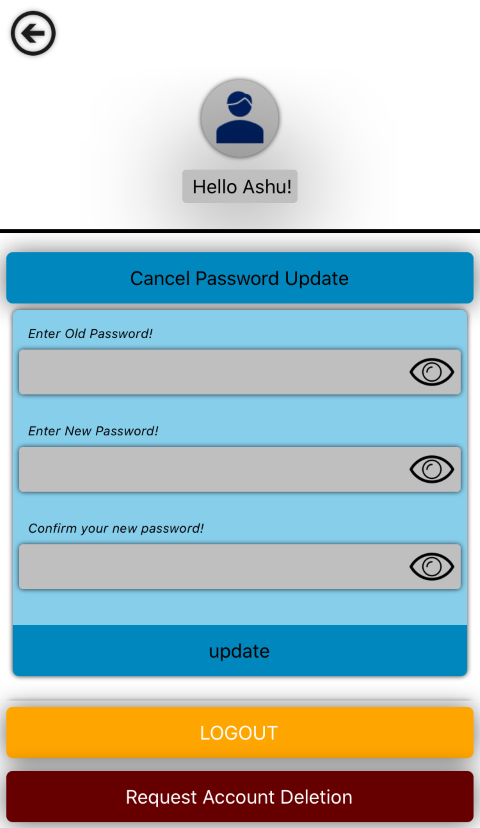 Hello Ashu!
Cancel Password Update
Enter Old Password!
Enter New Password!
Confirm your new password!
update
LOGOUT
Request Account Deletion